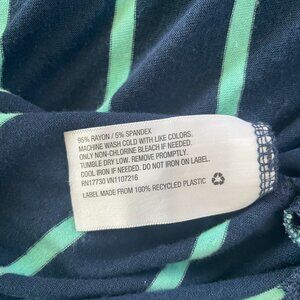 95% RAYON / 5% SPANDEX
MACHINE WASH COLD WITH LIKE COLORS.
ONLY NON-CHLORINE BLEACH IF NEEDED.
TUMBLE DRY LOW. REMOVE PROMPTLY.
COOL IRON IF NEEDED. DO NOT IRON ON LABEL.
RN17730 VN1107216
LABEL MADE FROM 100% RECYCLED PLASTIC